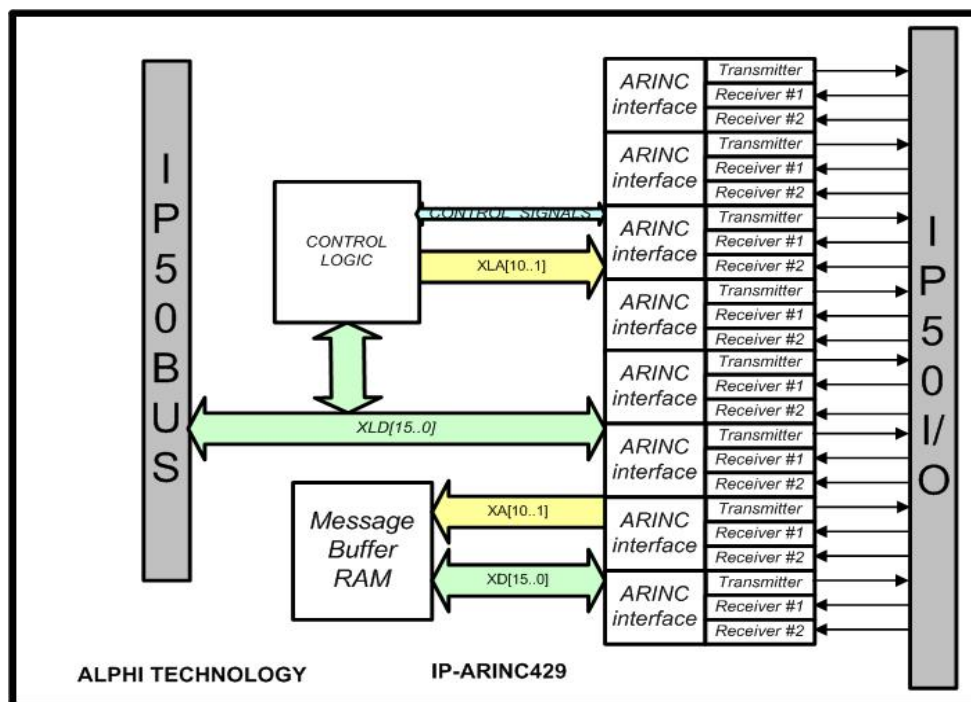 IP50BUS
CONTROL
LOGIC
CONTROL SIGNALS
XLA[10..1]
XLD[15..0]
Message
Buffer
RAM
XA[10..1]
XD[15..0]
ARINC
interface
Transmitter
Receiver #1
Receiver #2
ARINC
interface
Transmitter
Receiver #1
Receiver #2
ARINC
interface
Transmitter
Receiver #1
Receiver #2
ARINC
interface
Transmitter
Receiver #1
Receiver #2
ARINC
interface
Transmitter
Receiver #1
Receiver #2
ARINC
interface
Transmitter
Receiver #1
Receiver #2
ARINC
interface
Transmitter
Receiver #1
Receiver #2
ARINC
interface
Transmitter
Receiver #1
Receiver #2
IP50I/O
ALPHI TECHNOLOGY
IP-ARINC429